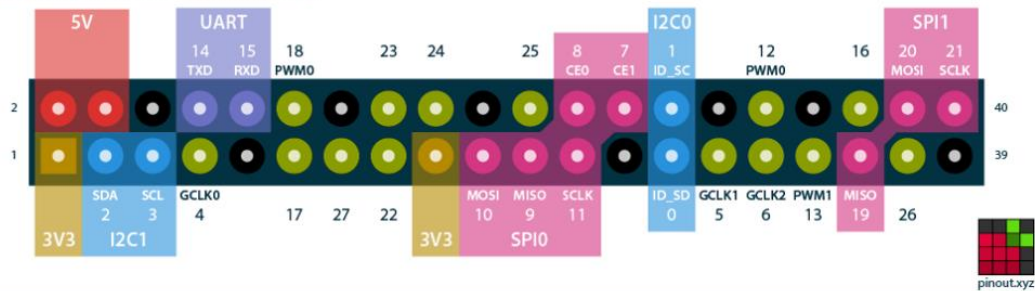 5V UART I2C0 SPI1
14 15 18 23 24 25 8 7 1 12 16 20 21
TXD RXD PWM0 CE0 CE1 ID_SC PWM0 MOSI SCLK
2 40
1 39
SDA SCL GCLK0 MOSI MISO SCLK ID_SD GCLK1 GCLK2 PWM1 MISO
2 3 4 17 27 22 10 9 11 0 5 6 13 19 26
3V3 I2C1 3V3 SPI0
pinout.xyz